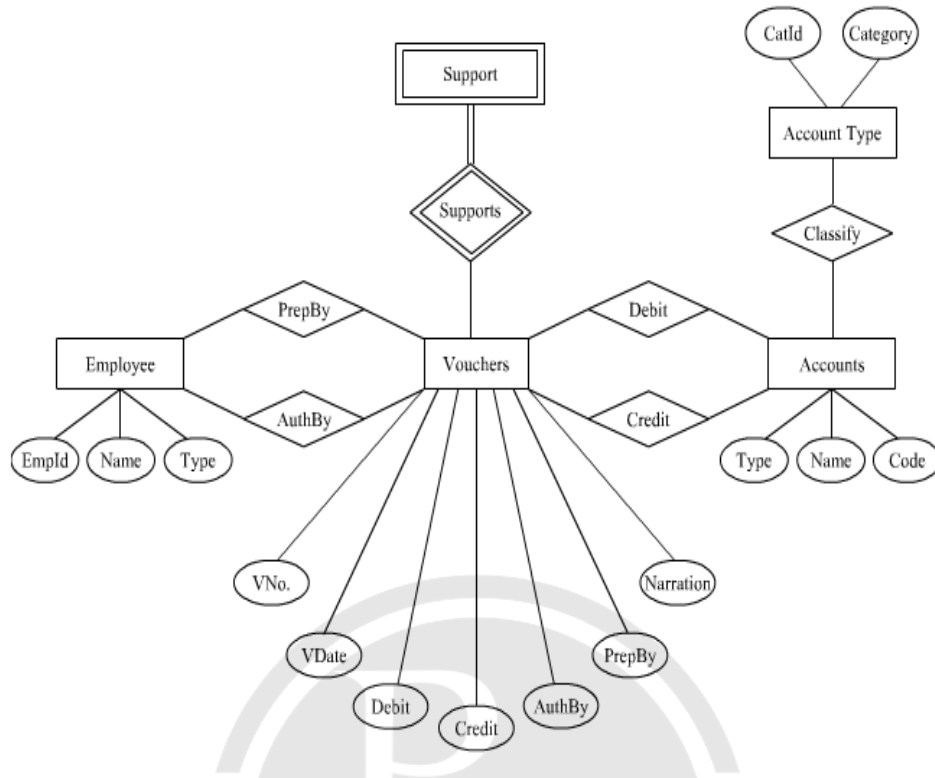 CatId
Category
Support
Account Type
Supports
Classify
PrepBy
Debit
Employee
Vouchers
Accounts
AuthBy
Credit
EmpId
Name
Type
Type
Name
Code
VNo.
Narration
VDate
PrepBy
Debit
AuthBy
Credit